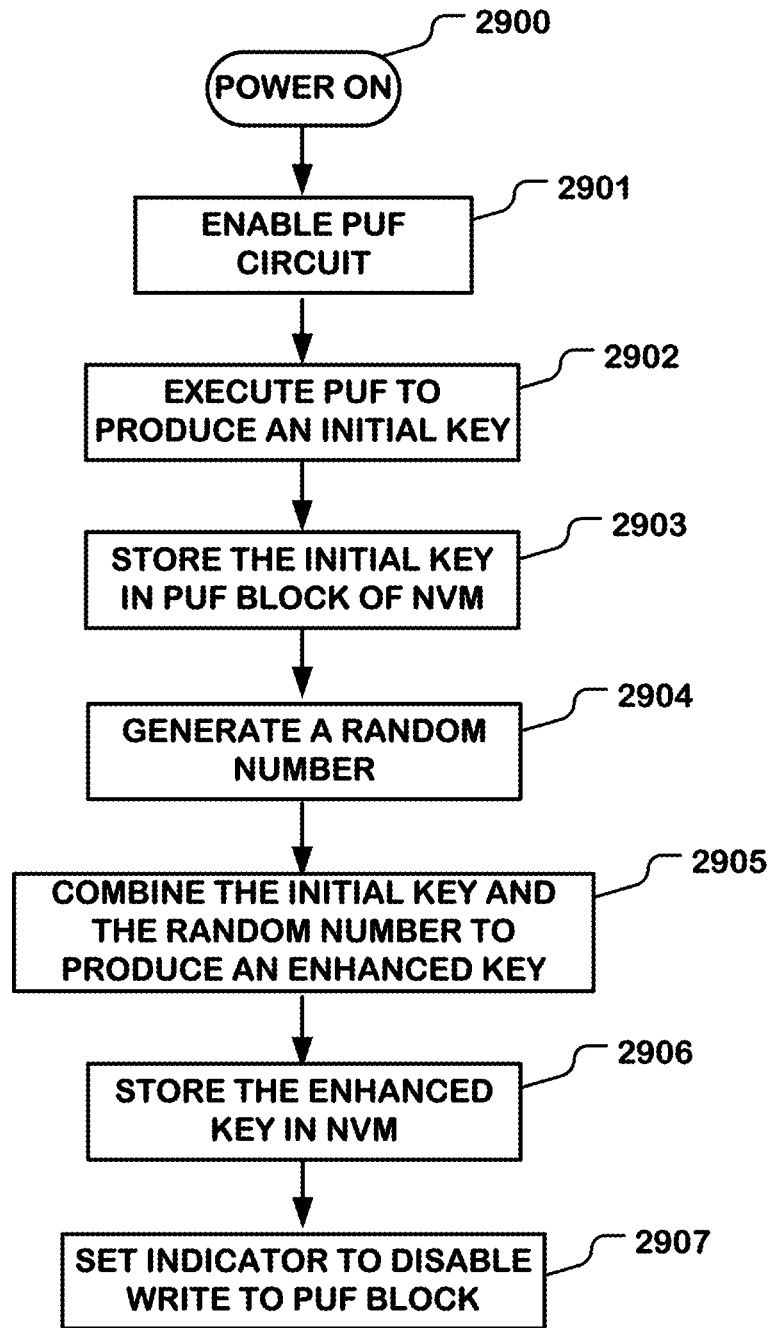 2900
POWER ON
2901
ENABLE PUF
CIRCUIT
2902
EXECUTE PUF TO
PRODUCE AN INITIAL KEY
2903
STORE THE INITIAL KEY
IN PUF BLOCK OF NVM
2904
GENERATE A RANDOM
NUMBER
2905
COMBINE THE INITIAL KEY AND
THE RANDOM NUMBER TO
PRODUCE AN ENHANCED KEY
2906
STORE THE ENHANCED
KEY IN NVM
2907
SET INDICATOR TO DISABLE
WRITE TO PUF BLOCK